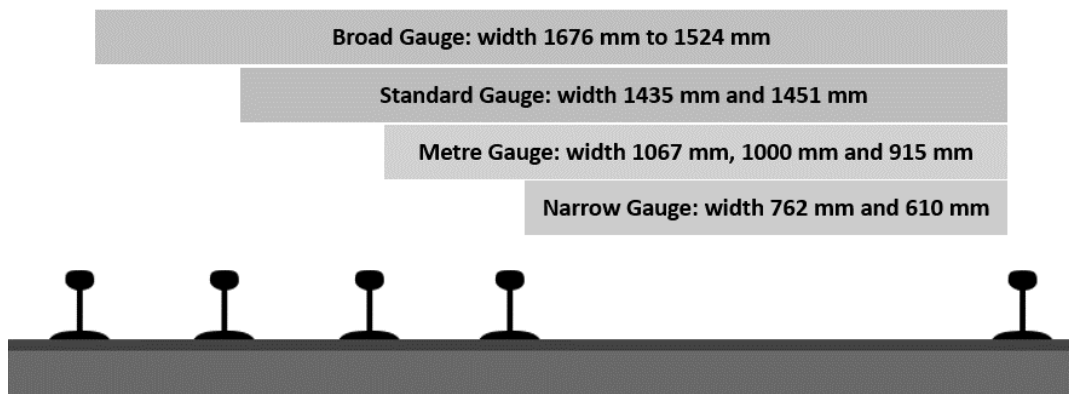 Broad Gauge: width 1676 mm to 1524 mm
Standard Gauge: width 1435 mm and 1451 mm
Metre Gauge: width 1067 mm, 1000 mm and 915 mm
Narrow Gauge: width 762 mm and 610 mm